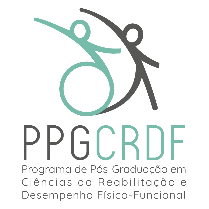 PPGCRDF
Programa de Pós Graduação em
Ciências da Reabilitação e
Desempenho Físico-Funcional